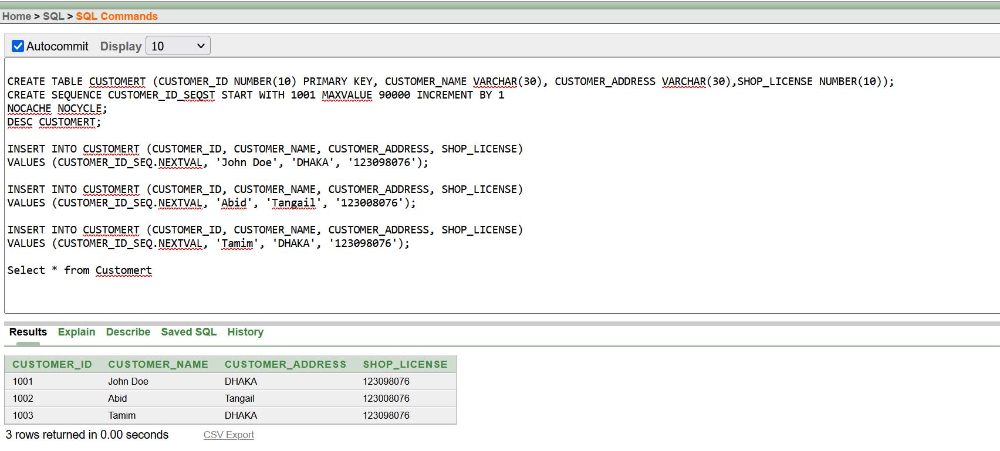 Home > SQL > SQL Commands
Autocommit Display 10
CREATE TABLE CUSTOMERT (CUSTOMER_ID NUMBER(10) PRIMARY KEY, CUSTOMER_NAME VARCHAR(30), CUSTOMER_ADDRESS VARCHAR(30),SHOP_LICENSE NUMBER(10));
CREATE SEQUENCE CUSTOMER_ID_SEQST START WITH 1001 MAXVALUE 90000 INCREMENT BY 1
NOCACHE NOCYCLE;
DESC CUSTOMERT;
INSERT INTO CUSTOMERT (CUSTOMER_ID, CUSTOMER_NAME, CUSTOMER_ADDRESS, SHOP_LICENSE)
VALUES (CUSTOMER_ID_SEQ.NEXTVAL, 'John Doe', 'DHAKA', '123098076');
INSERT INTO CUSTOMERT (CUSTOMER_ID, CUSTOMER_NAME, CUSTOMER_ADDRESS, SHOP_LICENSE)
VALUES (CUSTOMER_ID_SEQ.NEXTVAL, 'Abid', 'Tangail', '123008076');
INSERT INTO CUSTOMERT (CUSTOMER_ID, CUSTOMER_NAME, CUSTOMER_ADDRESS, SHOP_LICENSE)
VALUES (CUSTOMER_ID_SEQ.NEXTVAL, 'Tamim', 'DHAKA', '123098076');
Select * from Customert
Results Explain Describe Saved SQL History
CUSTOMER_ID CUSTOMER_NAME CUSTOMER_ADDRESS SHOP_LICENSE
1001 John Doe DHAKA 123098076
1002 Abid Tangail 123008076
1003 Tamim DHAKA 123098076
3 rows returned in 0.00 seconds CSV Export